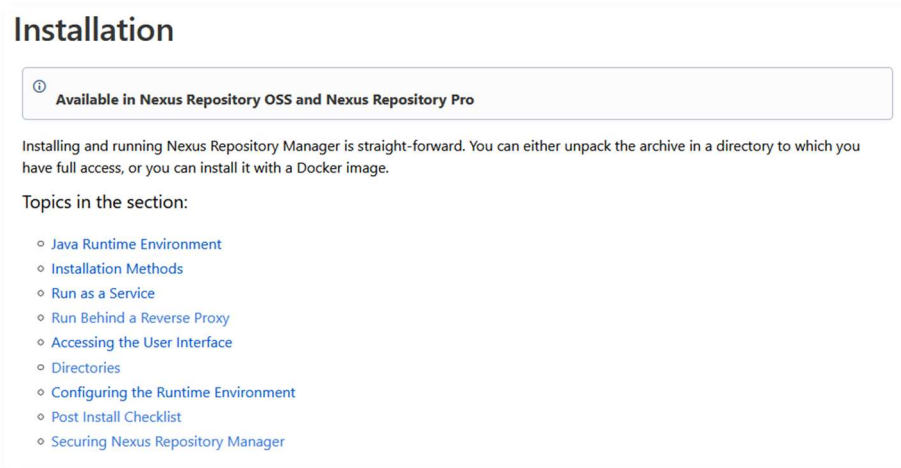 Installation
Available in Nexus Repository OSS and Nexus Repository Pro
Installing and running Nexus Repository Manager is straight-forward. You can either unpack the archive in a directory to which you
have full access, or you can install it with a Docker image.
Topics in the section:
Java Runtime Environment
Installation Methods
Run as a Service
Run Behind a Reverse Proxy
Accessing the User Interface
Directories
Configuring the Runtime Environment
Post Install Checklist
Securing Nexus Repository Manager